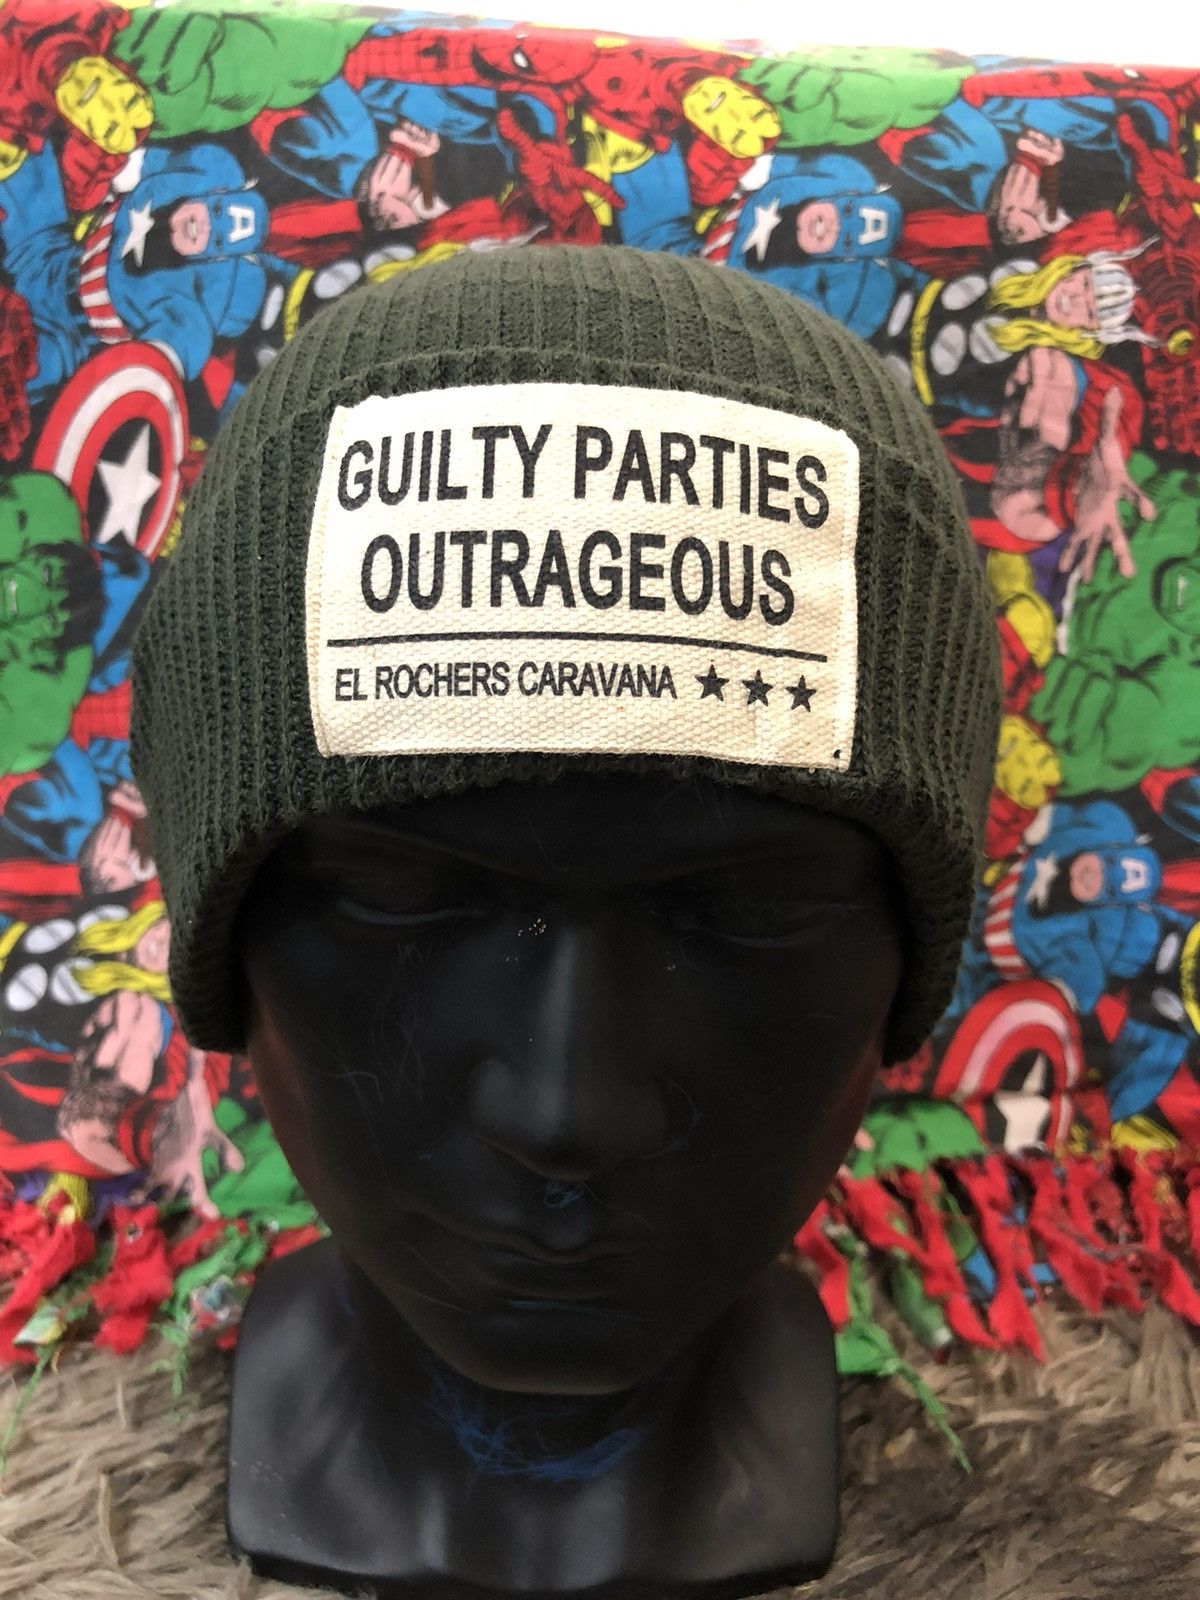 GUILTY PARTIES
OUTRAGEOUS
EL ROCHERS CARAVANA ★★★